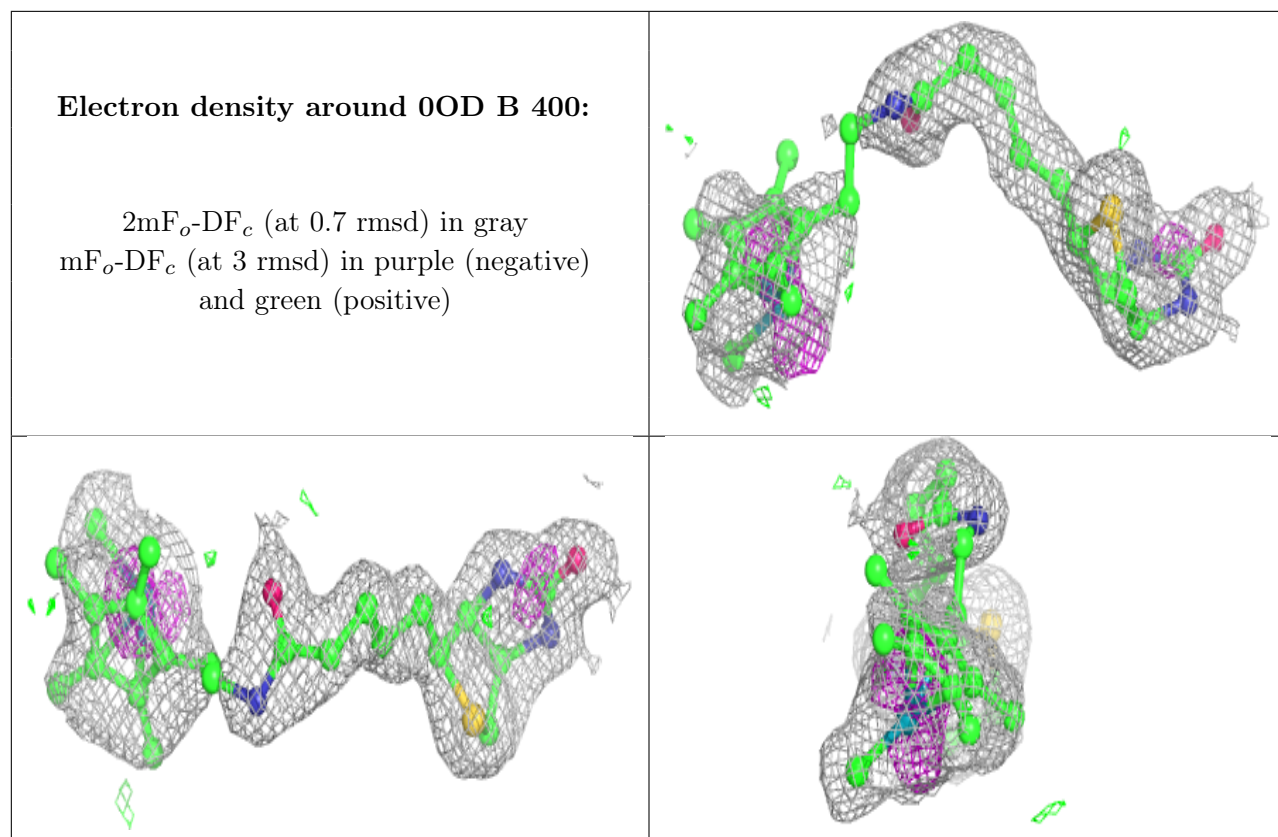 Electron density around 0OD B 400:
2mFo-DFc (at 0.7 rmsd) in gray
mFo-DFc (at 3 rmsd) in purple (negative)
and green (positive)